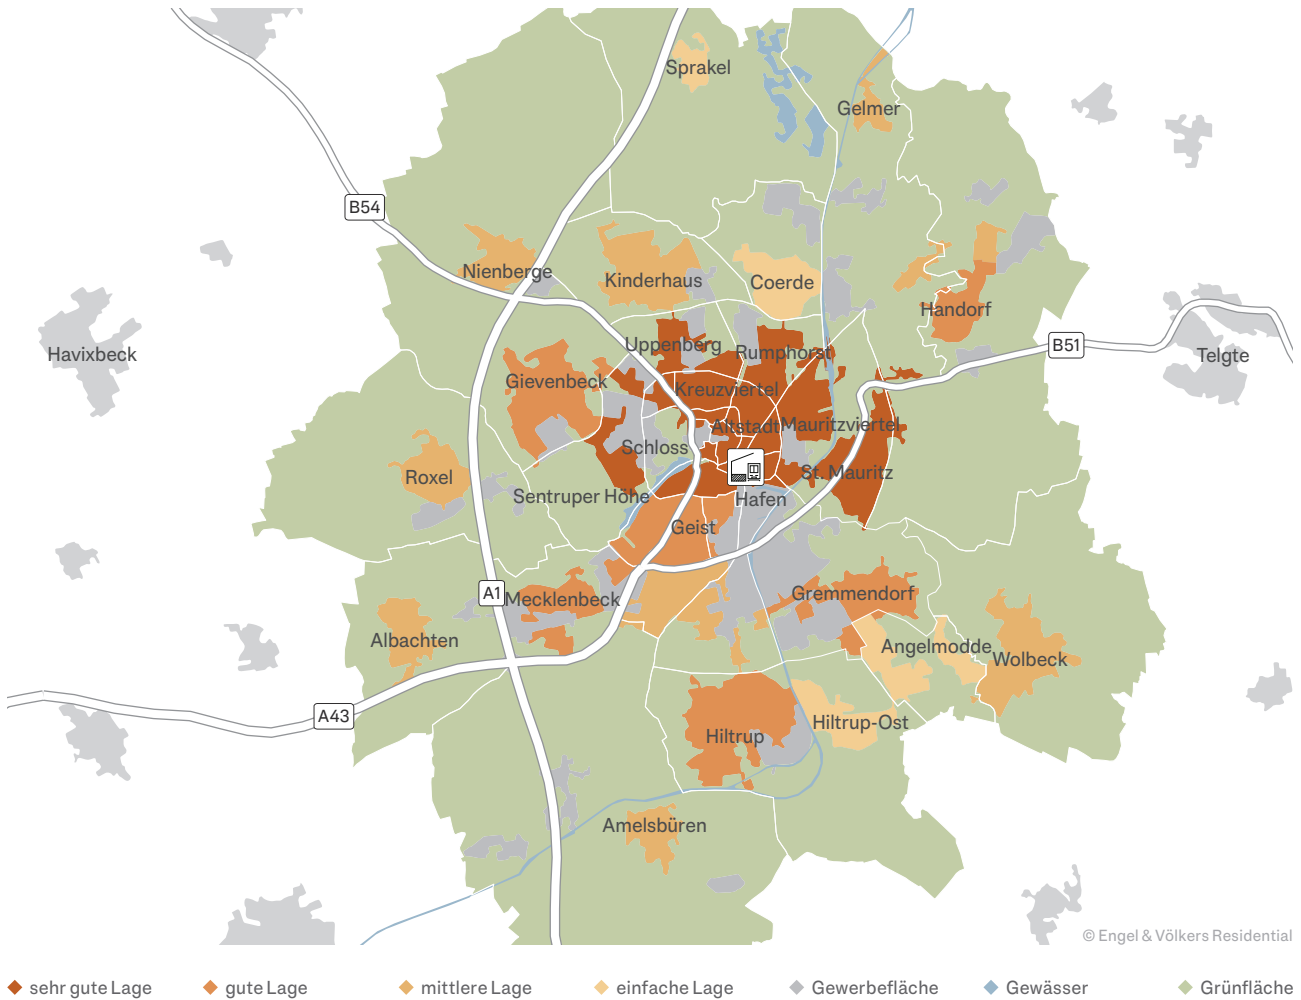 Sprakel
Gelmer
B54
Nienberge
Kinderhaus
Coerde
Handorf
Havixbeck
Uppenberg
Rumphorst
B51
Telgte
Gievenbeck
Kreuzviertel
Altstadt
Mauritzviertel
Schloss
Roxel
St. Mauritz
Sentruper Höhe
Hafen
Geist
A1
Mecklenbeck
Gremmendorf
Albachten
Angelmodde
Wolbeck
A43
Hiltrup
Hiltrup-Ost
Amelsbüren
© Engel & Völkers Residential
sehr gute Lage
gute Lage
mittlere Lage
einfache Lage
Gewerbefläche
Gewässer
Grünfläche